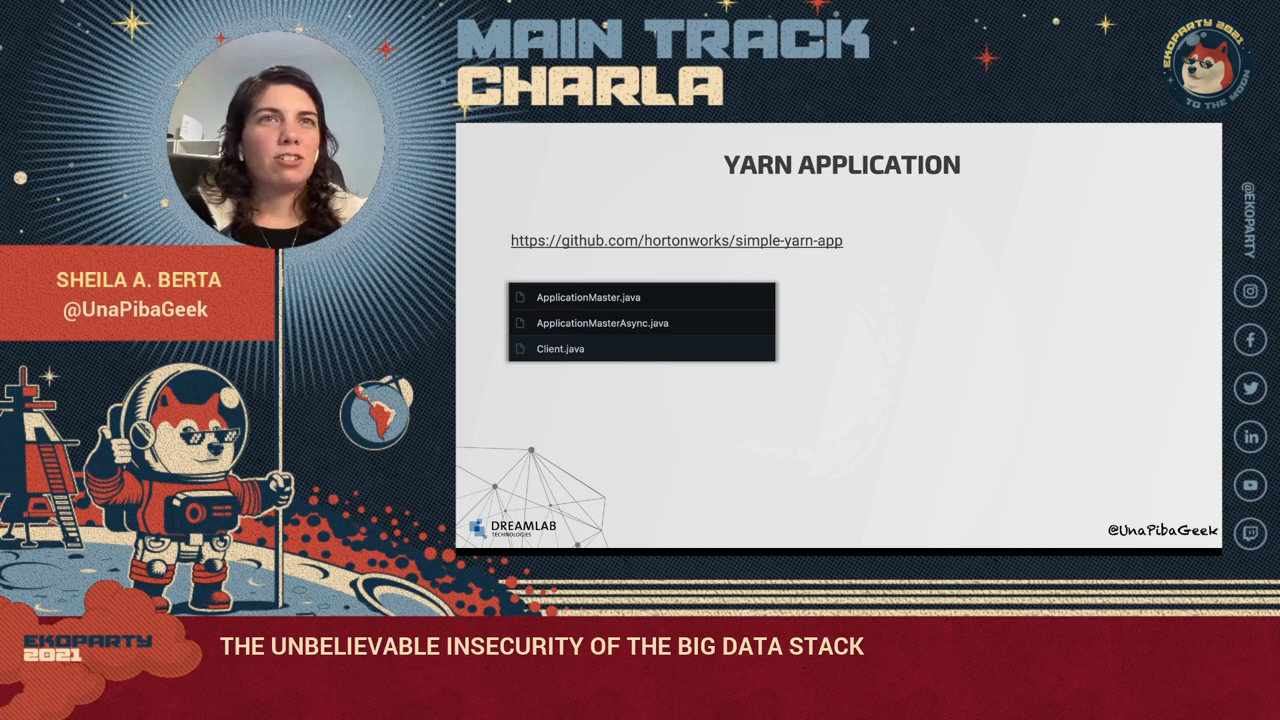 MAIN TRACK
CHARLA
EKOPARTY 2021
TO THE MOON
YARN APPLICATION
https://github.com/hortonworks/simple-yarn-app
ApplicationMaster.java
ApplicationMasterAsync.java
Client.java
DREAMLAB
TECHNOLOGIES
@UnaPibaGeek
@EKOPARTY
SHEILA A. BERTA
@UnaPibaGeek
EKOPARTY
2021
THE UNBELIEVABLE INSECURITY OF THE BIG DATA STACK